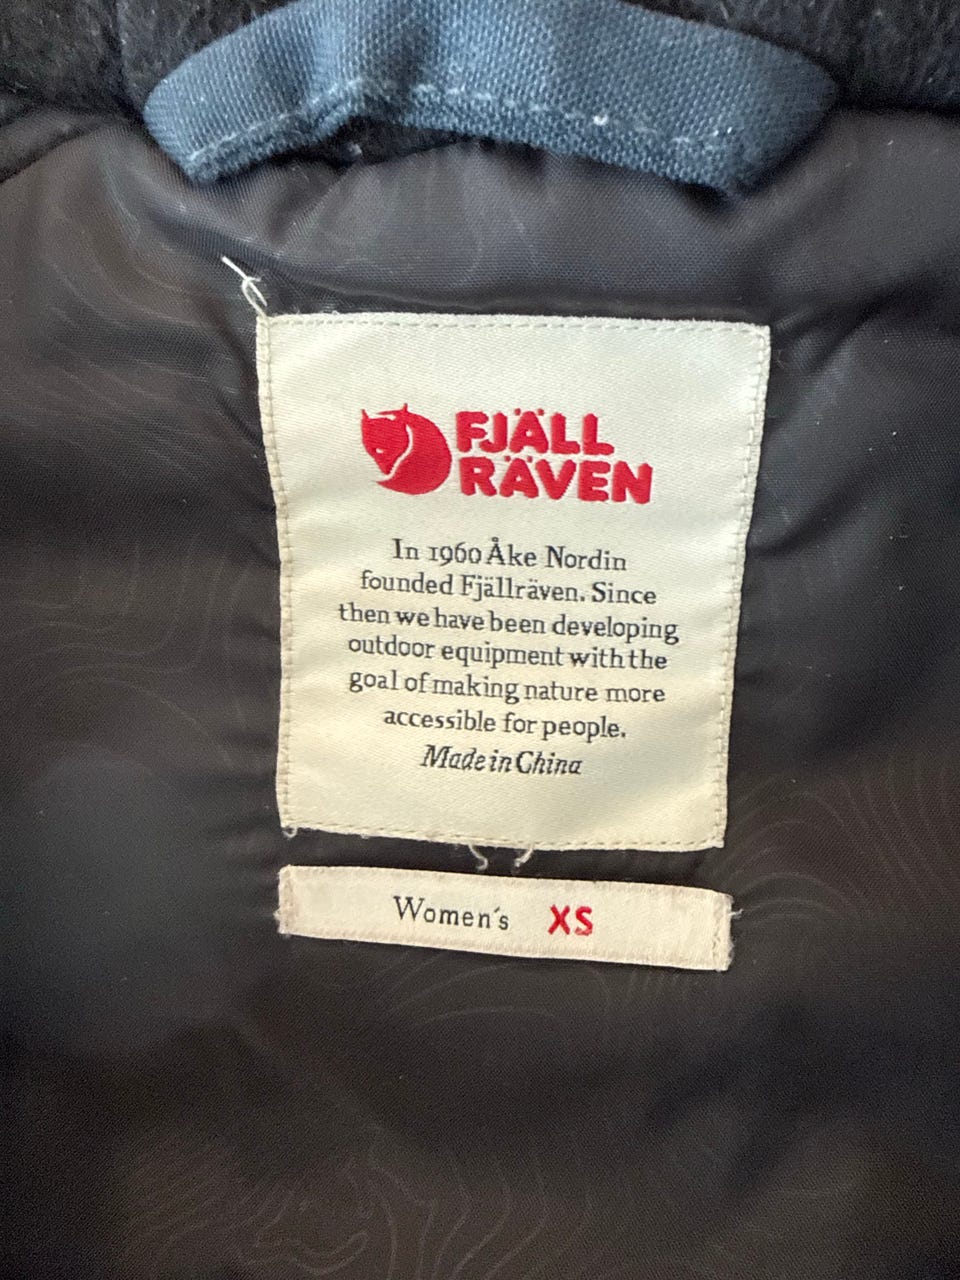 FJÄLL
RÄVEN
In 1960 Åke Nordin
founded Fjällräven. Since
then we have been developing
outdoor equipment with the
goal of making nature more
accessible for people.
Made in China
Women´s XS